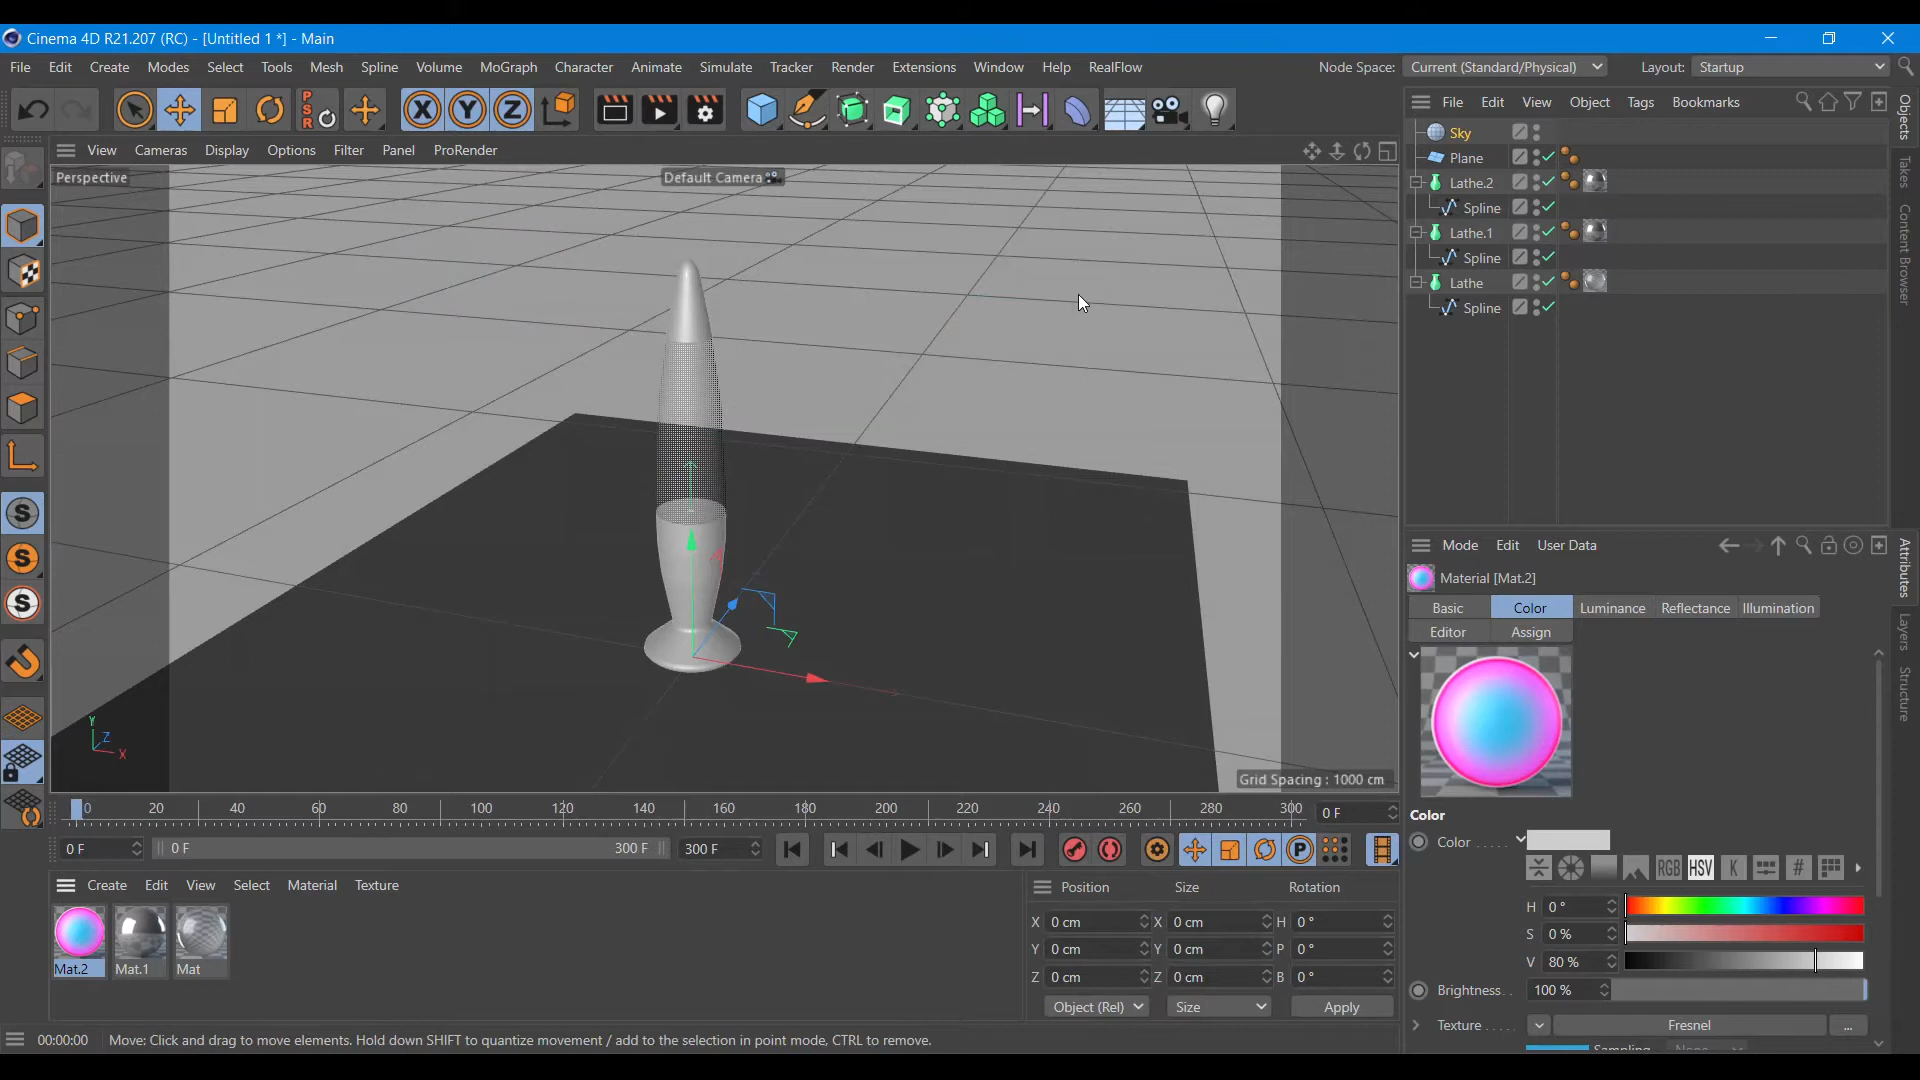 Cinema 4D R21.207 (RC) - [Untitled 1 *] - Main
File Edit Create Modes Select Tools Mesh Spline Volume MoGraph Character Animate Simulate Tracker Render Extensions Window Help RealFlow Node Space: Current (Standard/Physical) Layout: Startup
PSR X Y Z
File Edit View Object Tags Bookmarks
View Cameras Display Options Filter Panel ProRender
Perspective Default Camera
Sky
Plane
Lathe.2
Spline
Lathe.1
Spline
Lathe
Spline
Objects
Takes
Content Browser
S
S
S
Mode Edit User Data
Material [Mat.2]
Basic Color Luminance Reflectance Illumination
Editor Assign
Attributes
Layers
Structure
Y
Z
X
Grid Spacing : 1000 cm
0 20 40 60 80 100 120 140 160 180 200 220 240 260 280 300 0 F
0 F 0 F 300 F 300 F P
Color
Color . . . . .
RGB HSV K #
H 0 °
S 0 %
V 80 %
Brightness. . 100 %
Texture . . . . . Fresnel ...
Sampling None
Create Edit View Select Material Texture
Mat.2 Mat.1 Mat
Position Size Rotation
X 0 cm X 0 cm H 0 °
Y 0 cm Y 0 cm P 0 °
Z 0 cm Z 0 cm B 0 °
Object (Rel) Size Apply
00:00:00 Move: Click and drag to move elements. Hold down SHIFT to quantize movement / add to the selection in point mode, CTRL to remove.